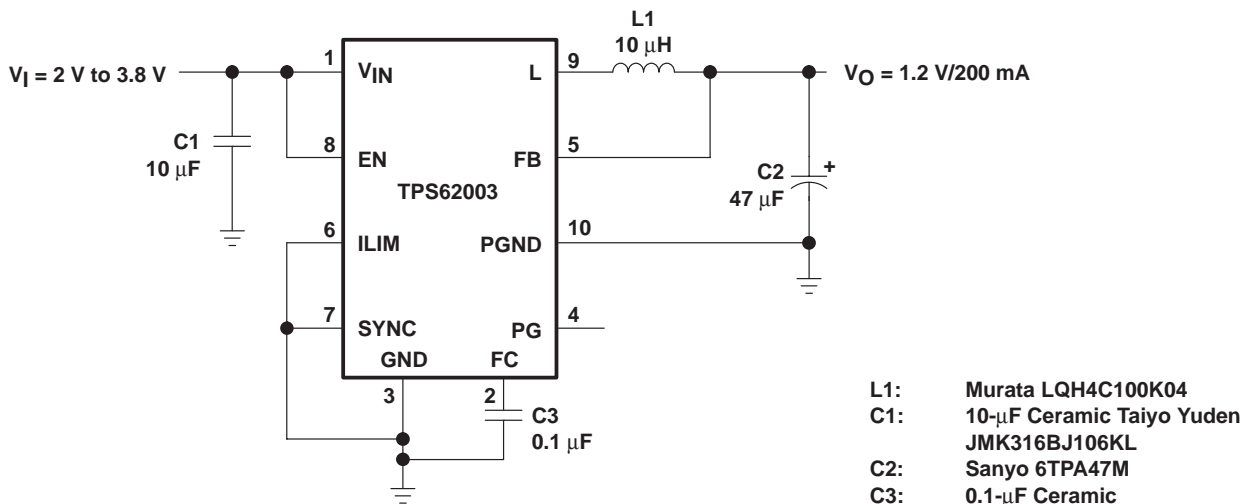 L1
10 μH
VI = 2 V to 3.8 V
1
VIN
L
9
VO = 1.2 V/200 mA
C1
10 μF
8
EN
FB
5
TPS62003
C2
47 μF
+
6
ILIM
PGND
10
7
SYNC
PG
4
GND
FC
3
2
C3
0.1 μF
L1: Murata LQH4C100K04
C1: 10-μF Ceramic Taiyo Yuden
JMK316BJ106KL
C2: Sanyo 6TPA47M
C3: 0.1-μF Ceramic